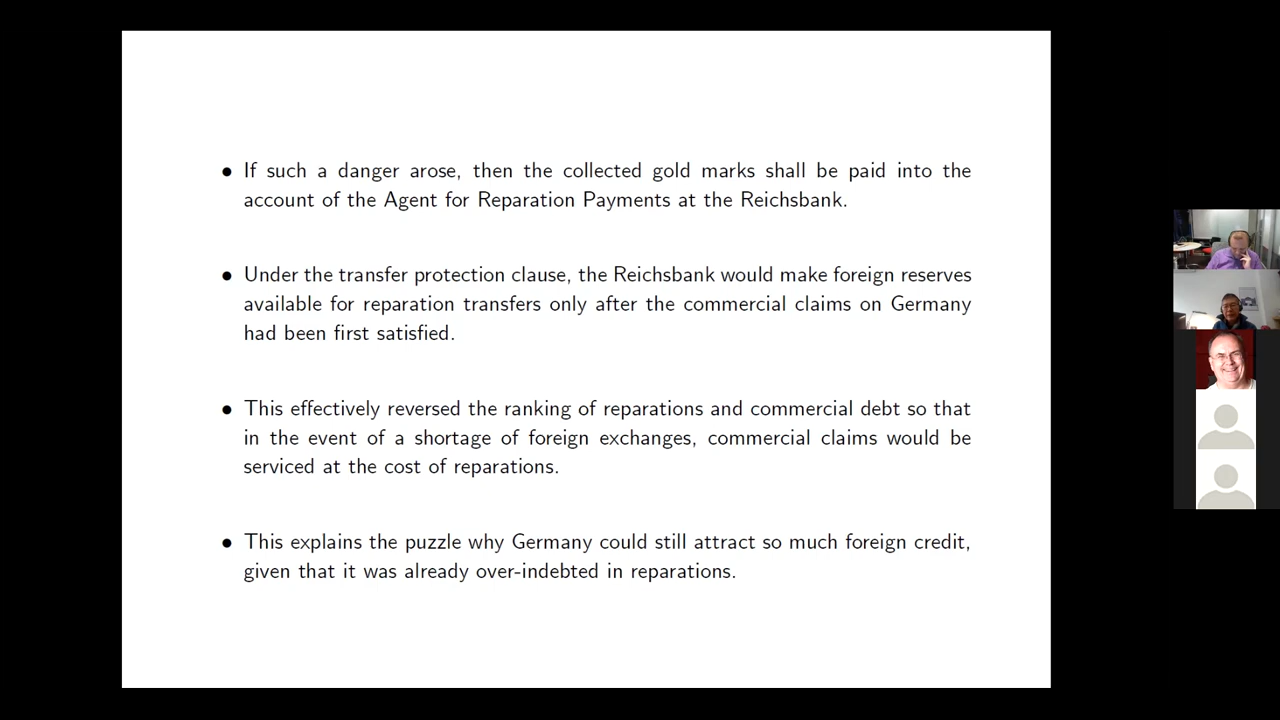 • If such a danger arose, then the collected gold marks shall be paid into the
account of the Agent for Reparation Payments at the Reichsbank.
• Under the transfer protection clause, the Reichsbank would make foreign reserves
available for reparation transfers only after the commercial claims on Germany
had been first satisfied.
• This effectively reversed the ranking of reparations and commercial debt so that
in the event of a shortage of foreign exchanges, commercial claims would be
serviced at the cost of reparations.
• This explains the puzzle why Germany could still attract so much foreign credit,
given that it was already over-indebted in reparations.